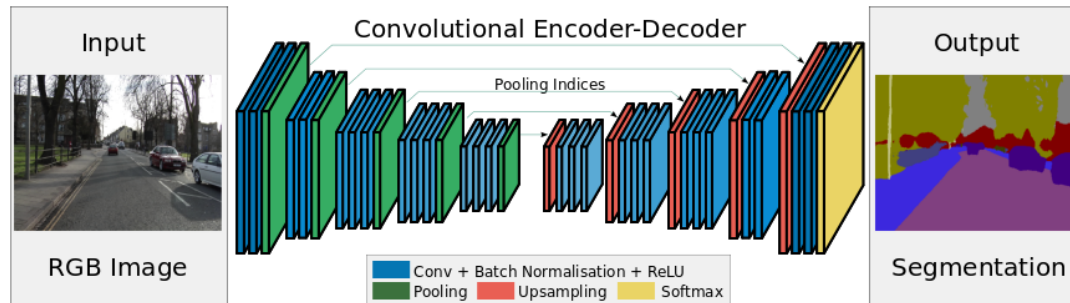 Input
RGB Image
Convolutional Encoder-Decoder
Pooling Indices
Conv + Batch Normalisation + ReLU
Pooling Upsampling Softmax
Output
Segmentation